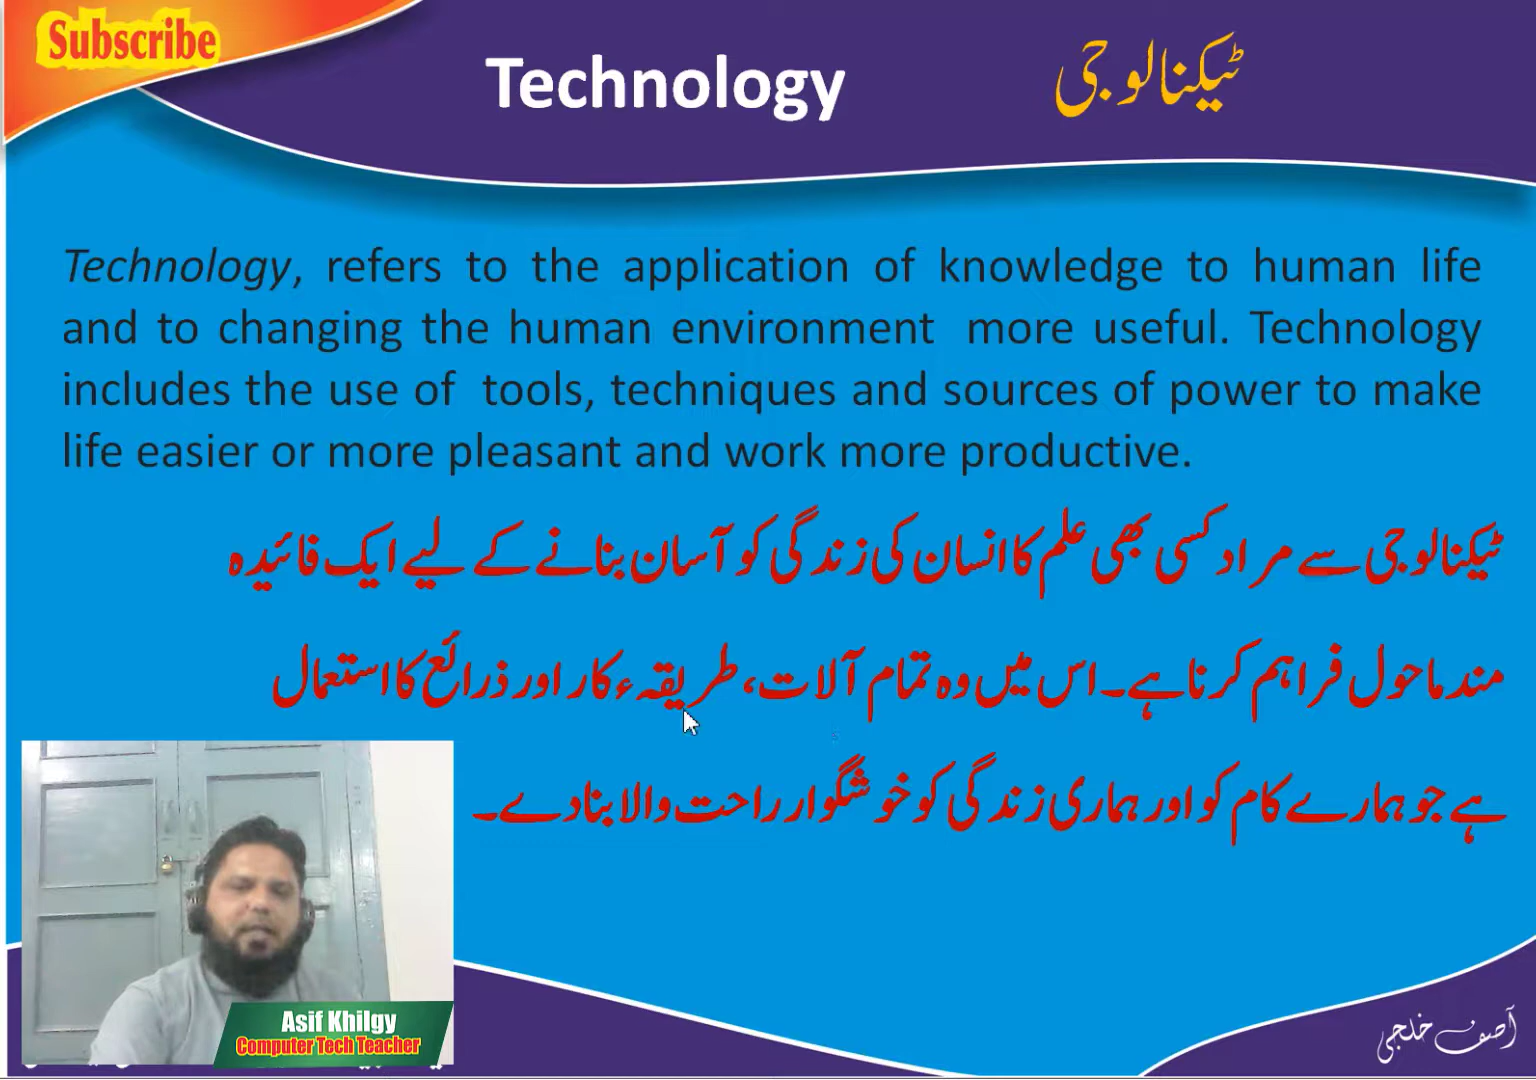 Subscribe
Technology
ٹیکنالوجی
Technology, refers to the application of knowledge to human life
and to changing the human environment more useful. Technology
includes the use of tools, techniques and sources of power to make
life easier or more pleasant and work more productive.
ٹیکنالوجی سے مراد کسی بھی علم کا انسان کی زندگی کو آسان بنانے کے لیے ایک فائیدہ
مند ماحول فراہم کرنا ہے۔ اس میں وہ تمام آلات، طریقہء کار اور ذرائع کا استعمال
ہے جو ہمارے کام کو اور ہماری زندگی کو خوشگوار راحت والا بنا دے۔
Asif Khilgy
Computer Tech Teacher
آصف خلجی